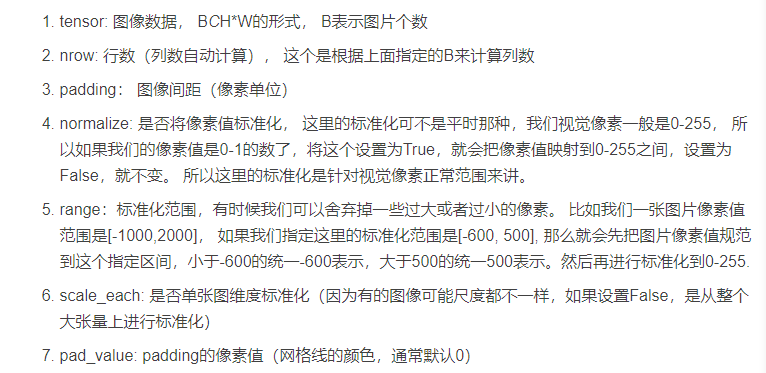 1. tensor: 图像数据， BCH*W的形式， B表示图片个数
2. nrow: 行数（列数自动计算）， 这个是根据上面指定的B来计算列数
3. padding： 图像间距（像素单位）
4. normalize: 是否将像素值标准化， 这里的标准化可不是平时那种，我们视觉像素一般是0-255， 所
以如果我们的像素值是0-1的数了，将这个设置为True，就会把像素值映射到0-255之间，设置为
False，就不变。 所以这里的标准化是针对视觉像素正常范围来讲。
5. range：标准化范围，有时候我们可以舍弃掉一些过大或者过小的像素。 比如我们一张图片像素值
范围是[-1000,2000]， 如果我们指定这里的标准化范围是[-600, 500], 那么就会先把图片像素值规范
到这个指定区间，小于-600的统一-600表示，大于500的统一500表示。然后再进行标准化到0-255.
6. scale_each: 是否单张图维度标准化（因为有的图像可能尺度都不一样，如果设置False，是从整个
大张量上进行标准化）
7. pad_value: padding的像素值（网格线的颜色，通常默认0）